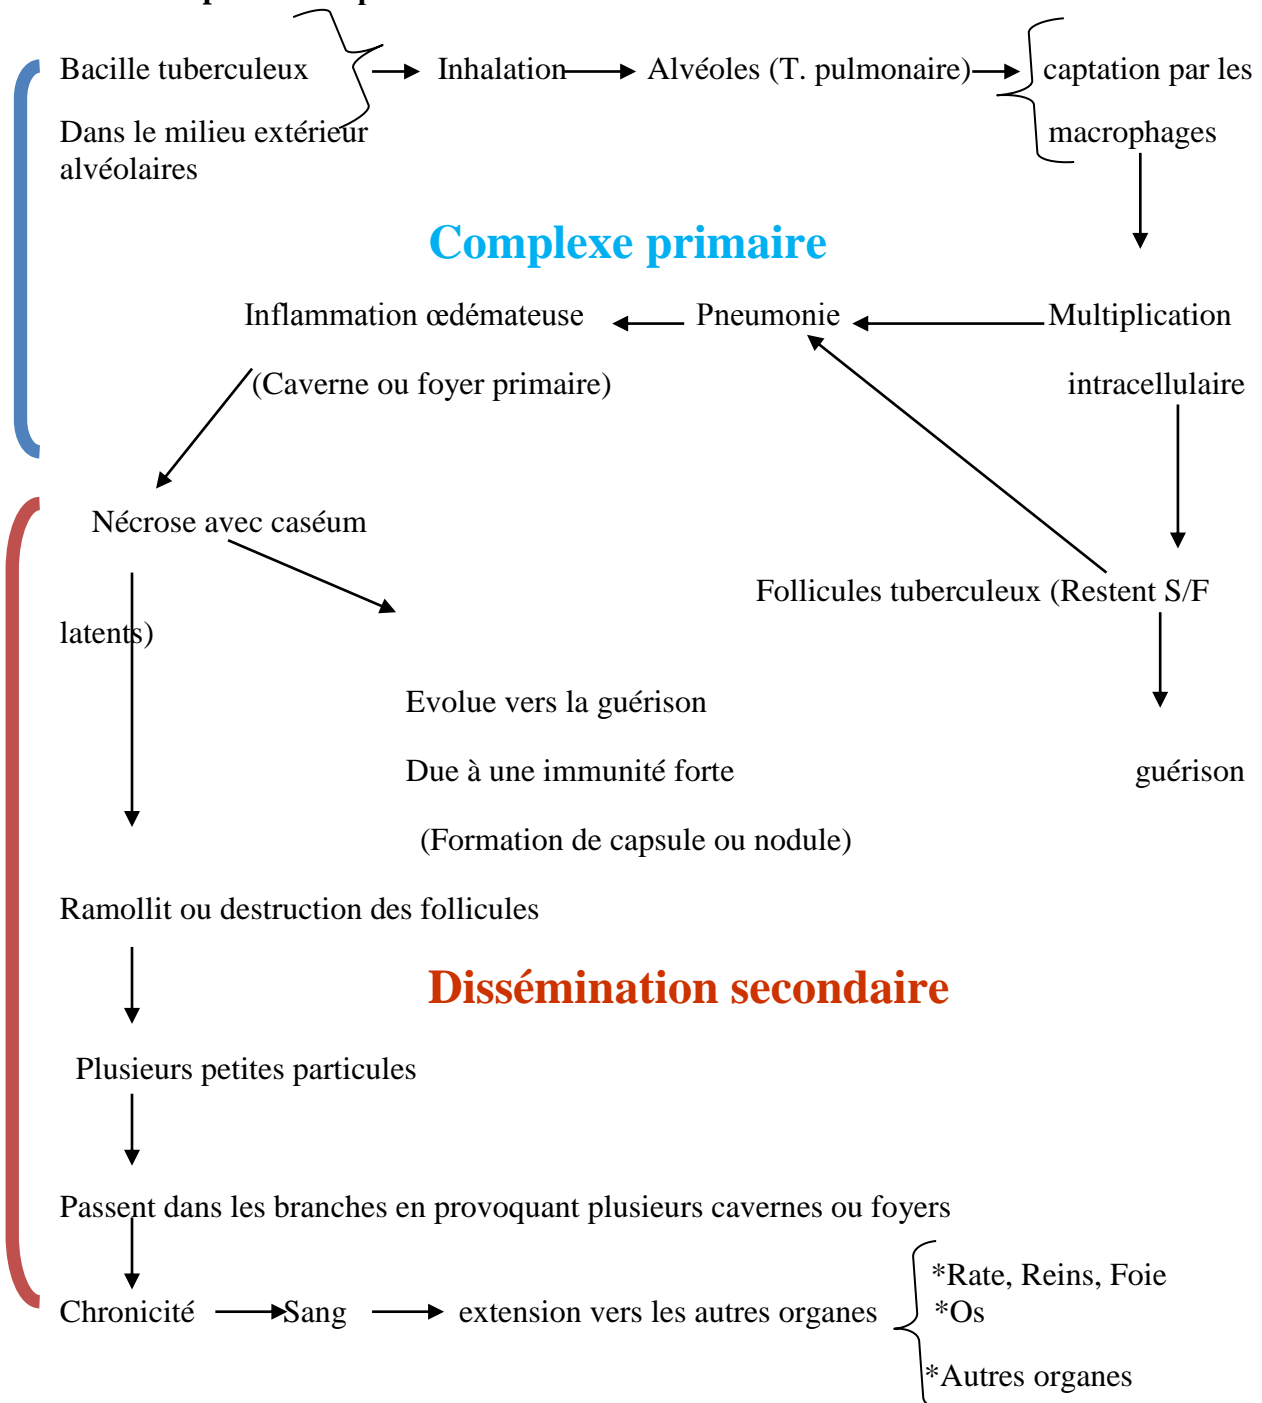 Bacille tuberculeux Inhalation Alvéoles (T. pulmonaire) captation par les
Dans le milieu extérieur macrophages
alvéolaires
Complexe primaire
Inflammation œdémateuse Pneumonie Multiplication
(Caverne ou foyer primaire) intracellulaire
Nécrose avec caséum
Follicules tuberculeux (Restent S/F
latents)
Evolue vers la guérison
Due à une immunité forte guérison
(Formation de capsule ou nodule)
Ramollit ou destruction des follicules
Dissémination secondaire
Plusieurs petites particules
Passent dans les branches en provoquant plusieurs cavernes ou foyers
*Rate, Reins, Foie
Chronicité Sang extension vers les autres organes *Os
*Autres organes